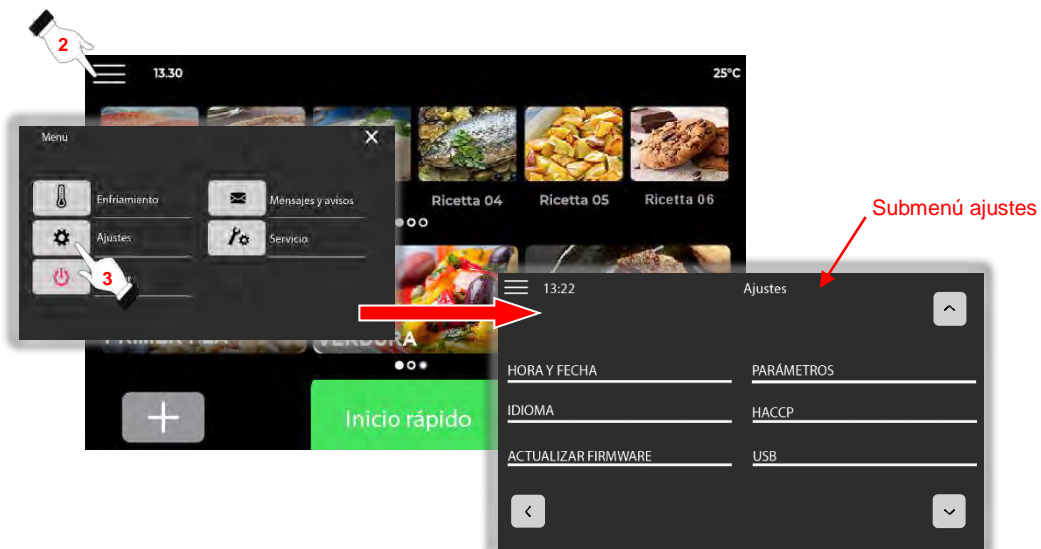 2
13.30
25°C
Menu
X
Enfriamiento
Mensajes y avisos
Ajustes
Servicio
3
Ricetta 04
Ricetta 05
Ricetta 06
VERDURA
+
Inicio rápido
Submenú ajustes
13:22
Ajustes
HORA Y FECHA
PARÁMETROS
IDIOMA
HACCP
ACTUALIZAR FIRMWARE
USB